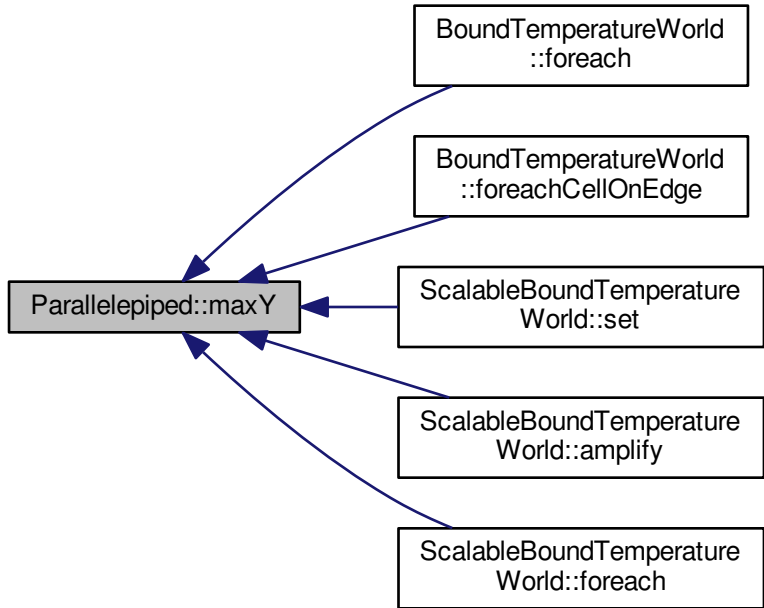 BoundTemperatureWorld
::foreach
BoundTemperatureWorld
::foreachCellOnEdge
Parallelepiped::maxY
ScalableBoundTemperature
World::set
ScalableBoundTemperature
World::amplify
ScalableBoundTemperature
World::foreach